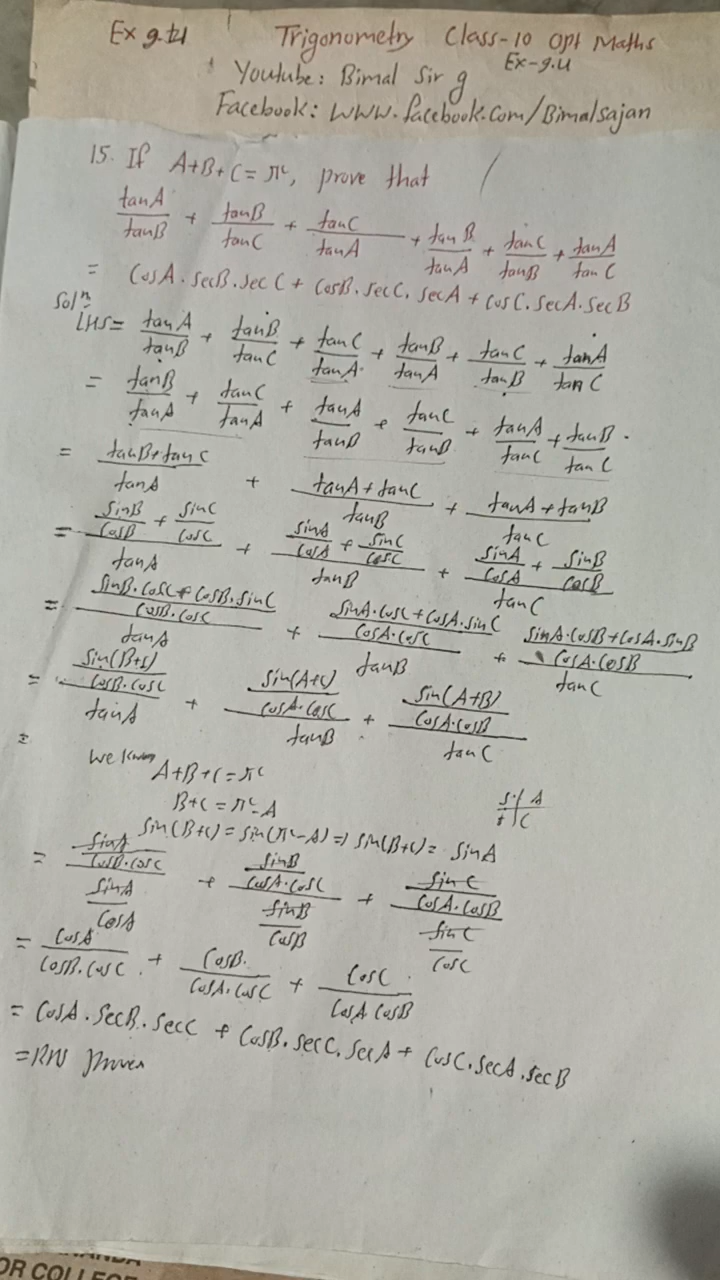 Ex 9.4 Trigonometry Class-10 Opt Maths
Ex-9.4
Youtube: Bimal Sir g
Facebook: WWW.facebook.Com/Bimalsajan
15. If A+B+C = πᶜ, prove that
tanA/tanB + tanB/tanC + tanC/tanA + tanB/tanA + tanC/tanB + tanA/tanC
= CosA.secB.secC + CosB.secC.secA + cosC.secA.secB
Solⁿ
LHS = tanA/tanB + tanB/tanC + tanC/tanA + tanB/tanA + tanC/tanB + tanA/tanC
= tanB/tanA + tanC/tanA + tanA/tanB + tanC/tanB + tanA/tanC + tanB/tanC
= (tanB+tanC)/tanA + (tanA+tanC)/tanB + (tanA+tanB)/tanC
= (sinB/CosB + sinC/cosC)/tanA + (sinA/CosA + sinC/cosC)/tanB + (sinA/CosA + sinB/CosB)/tanC
= ((sinB.cosC + cosB.sinC)/(cosB.cosC))/tanA + ((sinA.cosC + cosA.sinC)/(CosA.cosC))/tanB + ((sinA.cosB + cosA.sinB)/(CosA.CosB))/tanC
= (sin(B+C)/(cosB.cosC))/tanA + (sin(A+C)/(cosA.cosC))/tanB + (sin(A+B)/(CosA.cosB))/tanC
=
We know
A+B+C = πᶜ
B+C = πᶜ-A
S A
t C
sin(B+C) = sin(πᶜ-A) => sin(B+C) = sinA
= (sinA/(CosB.cosC))/(sinA/CosA) + (sinB/(CosA.cosC))/(sinB/CosB) + (sinC/(CosA.CosB))/(sinC/cosC)
= CosA/(CosB.CosC) + CosB/(CosA.CosC) + CosC/(CosA CosB)
= CosA.SecB.SecC + CosB.secC.secA + CosC.secA.secB
=RHS proven
OR COLLEGE